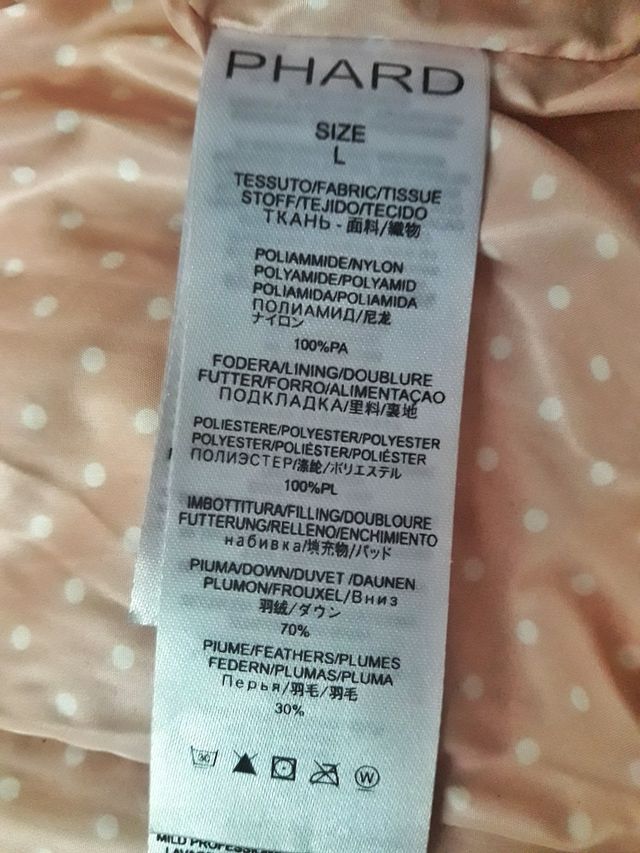 PHARD
SIZE
L
TESSUTO/FABRIC/TISSUE
STOFF/TEJIDO/TECIDO
ТКАНЬ - 面料/織物
POLIAMMIDE/NYLON
POLYAMIDE/POLYAMID
POLIAMIDA/POLIAMIDA
ПОЛИАМИД/尼龙
ナイロン
100%PA
FODERA/LINING/DOUBLURE
FUTTER/FORRO/ALIMENTAÇAO
ПОДКЛАДКА/里料/裏地
POLIESTERE/POLYESTER/POLYESTER
POLYESTER/POLIÉSTER/POLIÉSTER
ПОЛИЭСТЕР/涤纶/ポリエステル
100%PL
IMBOTTITURA/FILLING/DOUBLOURE
FUTTERUNG/RELLENO/ENCHIMIENTO
набивка/填充物/パッド
PIUMA/DOWN/DUVET /DAUNEN
PLUMON/FROUXEL/Вниз
羽绒/ダウン
70%
PIUME/FEATHERS/PLUMES
FEDERN/PLUMAS/PLUMA
Перья/羽毛/羽毛
30%
30 W
MILD